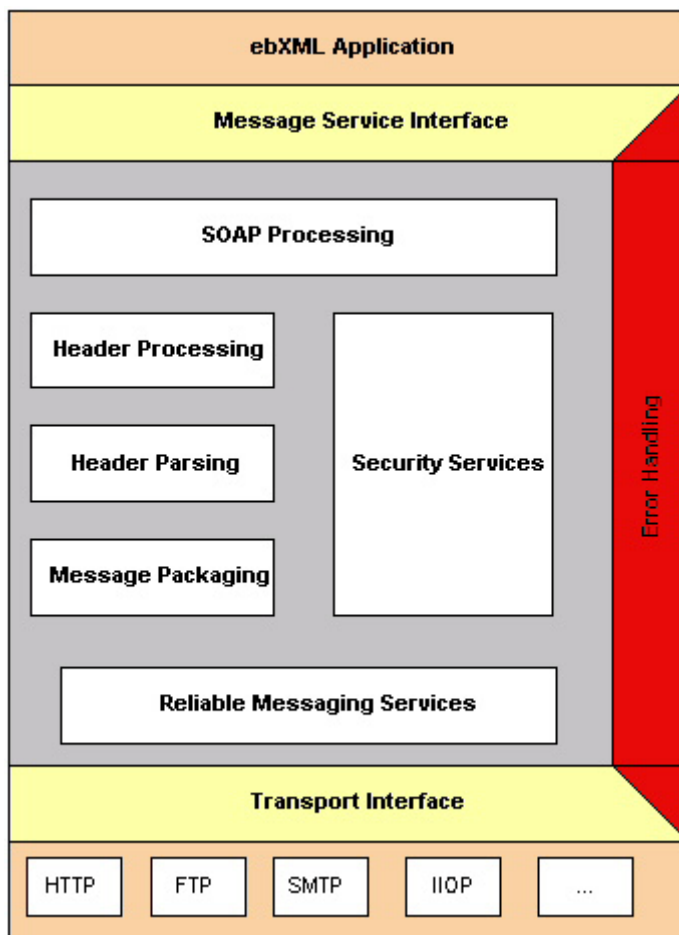 ebXML Application
Message Service Interface
SOAP Processing
Header Processing
Header Parsing
Security Services
Message Packaging
Error Handling
Reliable Messaging Services
Transport Interface
HTTP
FTP
SMTP
IIOP
...